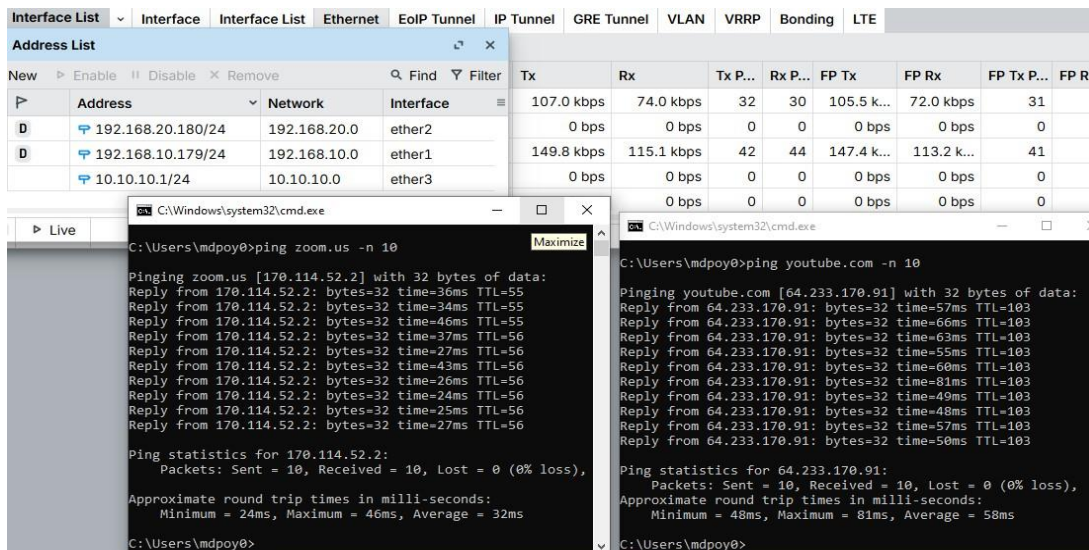 Interface List Interface Interface List Ethernet EoIP Tunnel IP Tunnel GRE Tunnel VLAN VRRP Bonding LTE
Address List
New Enable Disable Remove Find Filter
Address Network Interface
D 192.168.20.180/24 192.168.20.0 ether2
D 192.168.10.179/24 192.168.10.0 ether1
10.10.10.1/24 10.10.10.0 ether3
Tx Rx Tx P... Rx P... FP Tx FP Rx FP Tx P... FP R
107.0 kbps 74.0 kbps 32 30 105.5 k... 72.0 kbps 31
0 bps 0 bps 0 0 0 bps 0 bps 0
149.8 kbps 115.1 kbps 42 44 147.4 k... 113.2 k... 41
0 bps 0 bps 0 0 0 bps 0 bps 0
0 bps 0 bps 0 0 0 bps 0 bps 0
Live
C:\Windows\system32\cmd.exe
Maximize
C:\Users\mdpoy0>ping zoom.us -n 10
Pinging zoom.us [170.114.52.2] with 32 bytes of data:
Reply from 170.114.52.2: bytes=32 time=36ms TTL=55
Reply from 170.114.52.2: bytes=32 time=34ms TTL=55
Reply from 170.114.52.2: bytes=32 time=46ms TTL=55
Reply from 170.114.52.2: bytes=32 time=37ms TTL=56
Reply from 170.114.52.2: bytes=32 time=27ms TTL=56
Reply from 170.114.52.2: bytes=32 time=43ms TTL=56
Reply from 170.114.52.2: bytes=32 time=26ms TTL=56
Reply from 170.114.52.2: bytes=32 time=24ms TTL=56
Reply from 170.114.52.2: bytes=32 time=25ms TTL=56
Reply from 170.114.52.2: bytes=32 time=27ms TTL=56
Ping statistics for 170.114.52.2:
Packets: Sent = 10, Received = 10, Lost = 0 (0% loss),
Approximate round trip times in milli-seconds:
Minimum = 24ms, Maximum = 46ms, Average = 32ms
C:\Users\mdpoy0>
C:\Windows\system32\cmd.exe
C:\Users\mdpoy0>ping youtube.com -n 10
Pinging youtube.com [64.233.170.91] with 32 bytes of data:
Reply from 64.233.170.91: bytes=32 time=57ms TTL=103
Reply from 64.233.170.91: bytes=32 time=66ms TTL=103
Reply from 64.233.170.91: bytes=32 time=63ms TTL=103
Reply from 64.233.170.91: bytes=32 time=55ms TTL=103
Reply from 64.233.170.91: bytes=32 time=60ms TTL=103
Reply from 64.233.170.91: bytes=32 time=81ms TTL=103
Reply from 64.233.170.91: bytes=32 time=49ms TTL=103
Reply from 64.233.170.91: bytes=32 time=48ms TTL=103
Reply from 64.233.170.91: bytes=32 time=57ms TTL=103
Reply from 64.233.170.91: bytes=32 time=50ms TTL=103
Ping statistics for 64.233.170.91:
Packets: Sent = 10, Received = 10, Lost = 0 (0% loss),
Approximate round trip times in milli-seconds:
Minimum = 48ms, Maximum = 81ms, Average = 58ms
C:\Users\mdpoy0>